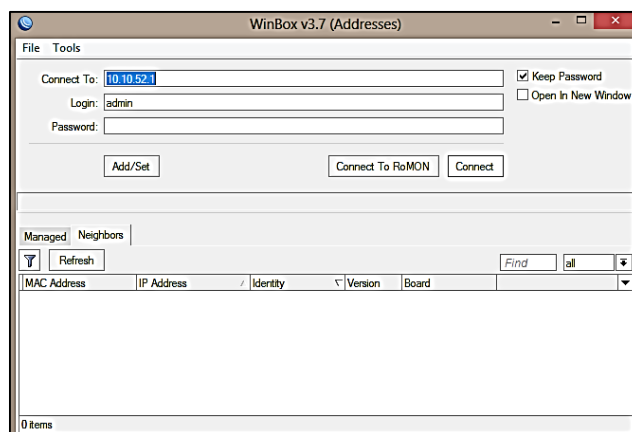 WinBox v3.7 (Addresses)
File Tools
Connect To: 10.10.52.1 Keep Password
Login: admin Open In New Window
Password:
Add/Set Connect To RoMON Connect
Managed Neighbors
Refresh Find all
MAC Address IP Address Identity Version Board
0 items